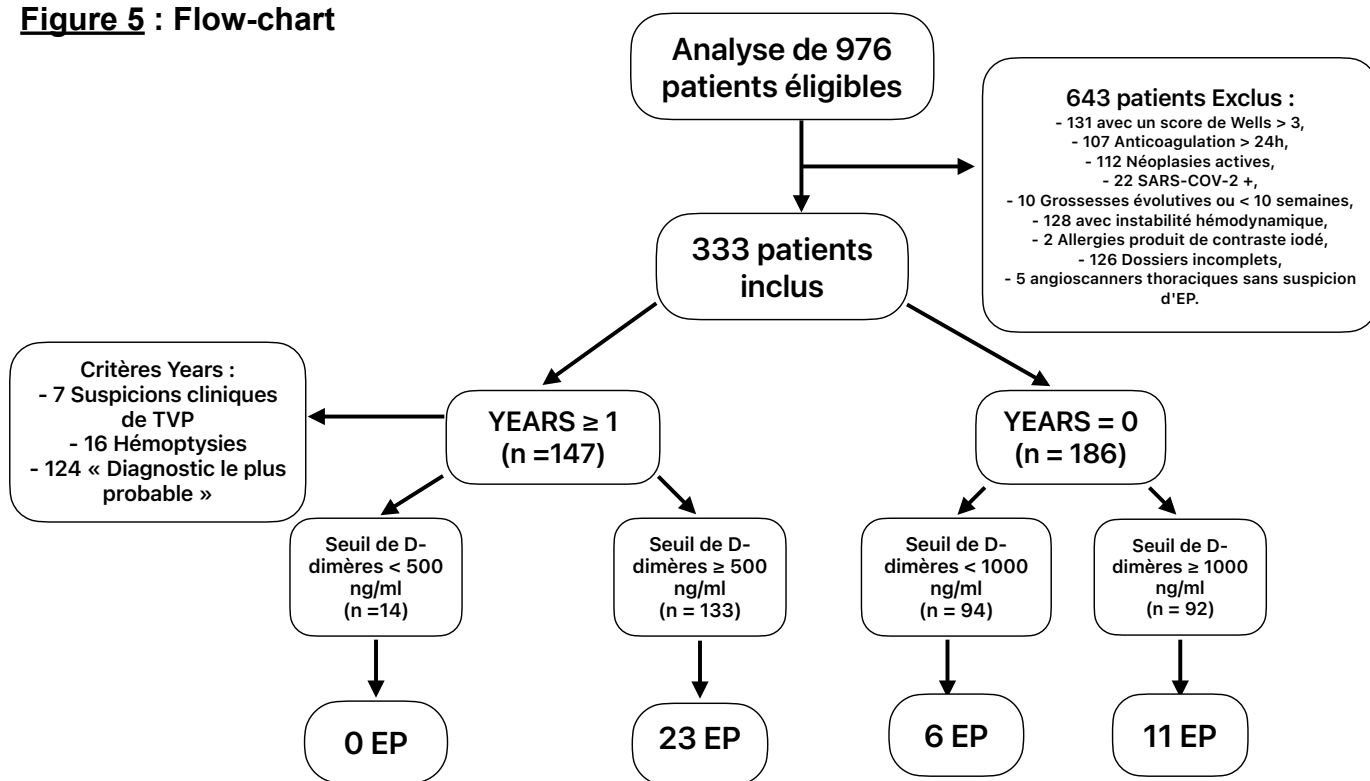 Figure 5 : Flow-chart
Analyse de 976
patients éligibles
643 patients Exclus :
- 131 avec un score de Wells > 3,
- 107 Anticoagulation > 24h,
- 112 Néoplasies actives,
- 22 SARS-COV-2 +,
- 10 Grossesses évolutives ou < 10 semaines,
- 128 avec instabilité hémodynamique,
- 2 Allergies produit de contraste iodé,
- 126 Dossiers incomplets,
- 5 angioscanners thoraciques sans suspicion
d'EP.
333 patients
inclus
Critères Years :
- 7 Suspicions cliniques
de TVP
- 16 Hémoptysies
- 124 « Diagnostic le plus
probable »
YEARS ≥ 1
(n =147)
YEARS = 0
(n = 186)
Seuil de D-
dimères < 500
ng/ml
(n =14)
Seuil de D-
dimères ≥ 500
ng/ml
(n = 133)
Seuil de D-
dimères < 1000
ng/ml
(n = 94)
Seuil de D-
dimères ≥ 1000
ng/ml
(n = 92)
0 EP
23 EP
6 EP
11 EP